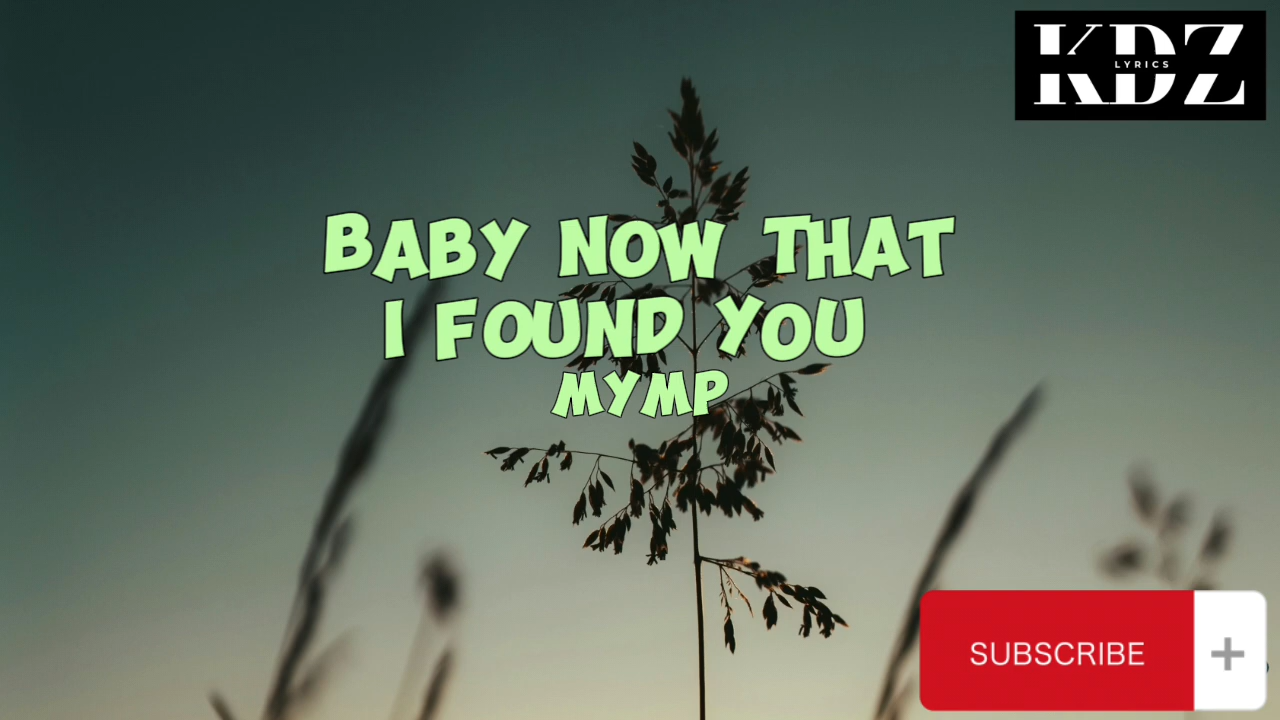 KDZ
LYRICS
BABY NOW THAT
I FOUND YOU
MYMP
SUBSCRIBE